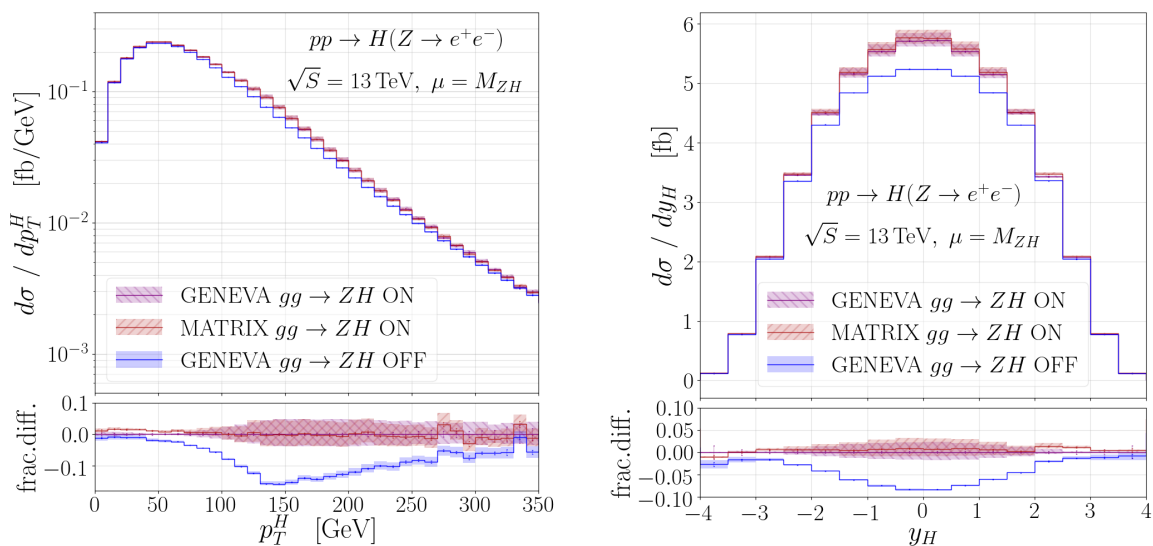 pp → H(Z → e⁺e⁻)
√S = 13 TeV, μ = M_ZH
dσ / dp_T^H [fb/GeV]
10⁻¹
10⁻²
10⁻³
GENEVA gg → ZH ON
MATRIX gg → ZH ON
GENEVA gg → ZH OFF
frac.diff.
0.1
0.0
−0.1
0 50 100 150 200 250 300 350
p_T^H [GeV]
dσ / dy_H [fb]
6
5
4
3
2
1
0
pp → H(Z → e⁺e⁻)
√S = 13 TeV, μ = M_ZH
GENEVA gg → ZH ON
MATRIX gg → ZH ON
GENEVA gg → ZH OFF
frac.diff.
0.10
0.05
0.00
−0.05
−0.10
−4 −3 −2 −1 0 1 2 3 4
y_H